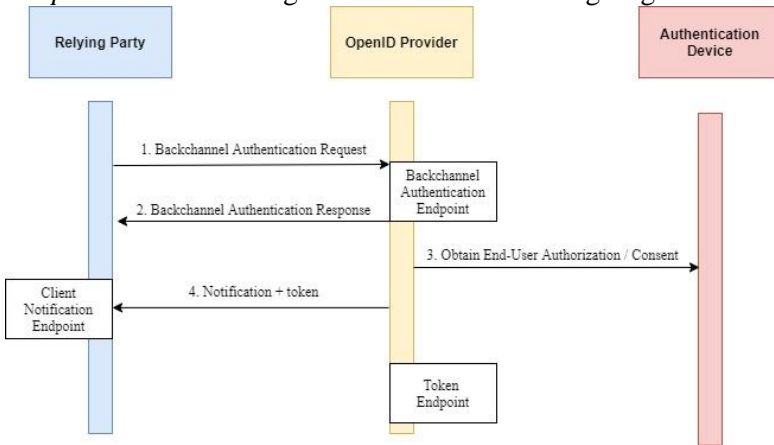 Relying Party
OpenID Provider
Authentication
Device
1. Backchannel Authentication Request
Backchannel
Authentication
Endpoint
2. Backchannel Authentication Response
3. Obtain End-User Authorization / Consent
Client
Notification
Endpoint
4. Notification + token
Token
Endpoint